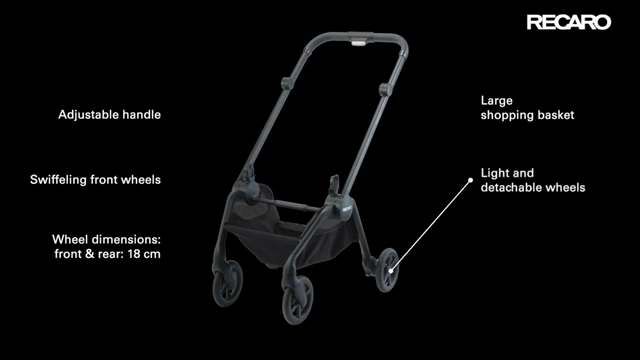 RECARO
Adjustable handle
Swiffeling front wheels
Wheel dimensions:
front & rear: 18 cm
Large
shopping basket
Light and
detachable wheels
RECARO